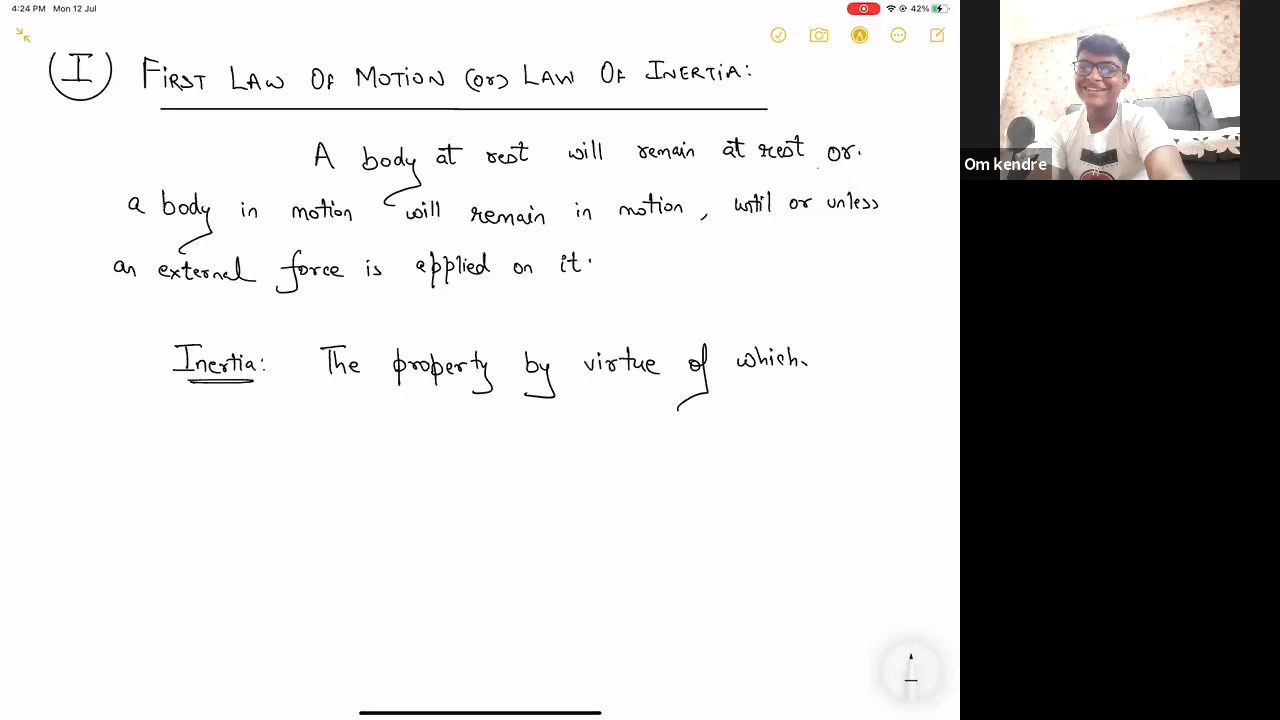 4:24 PM Mon 12 Jul
42%
(I) FIRST LAW OF MOTION (or) LAW OF INERTIA:
A body at rest will remain at rest or.
a body in motion will remain in motion, until or unless
an external force is applied on it.
Inertia: The property by virtue of which.
Om kendre